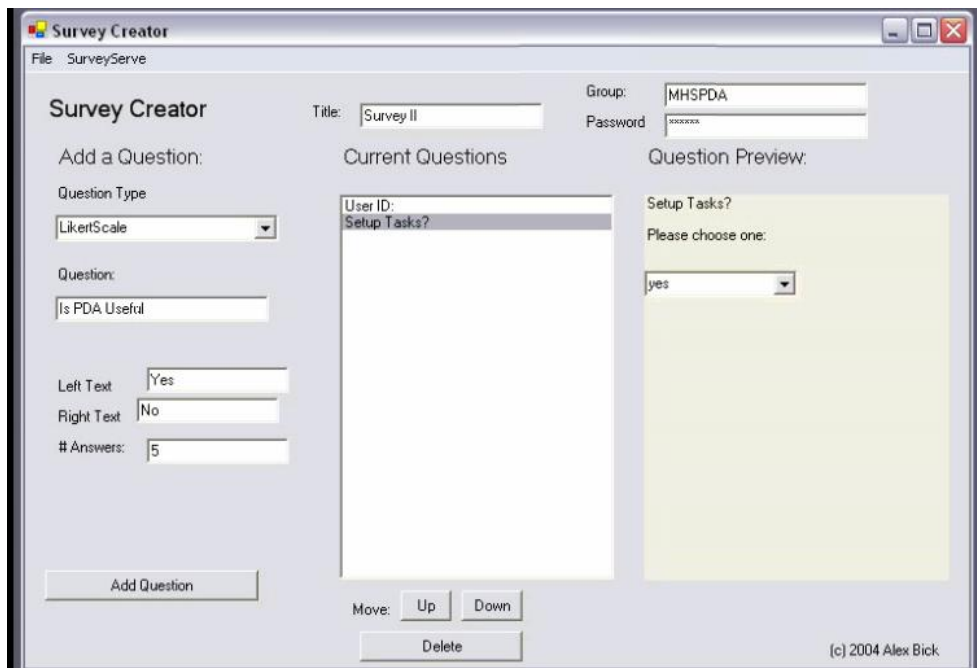 Survey Creator
File SurveyServe
Survey Creator
Title: Survey II
Group: MHSPDA
Password xxxxxx
Add a Question:
Question Type
LikertScale
Question:
Is PDA Useful
Left Text Yes
Right Text No
# Answers: 5
Add Question
Current Questions
User ID:
Setup Tasks?
Move: Up Down
Delete
Question Preview:
Setup Tasks?
Please choose one:
yes
(c) 2004 Alex Bick